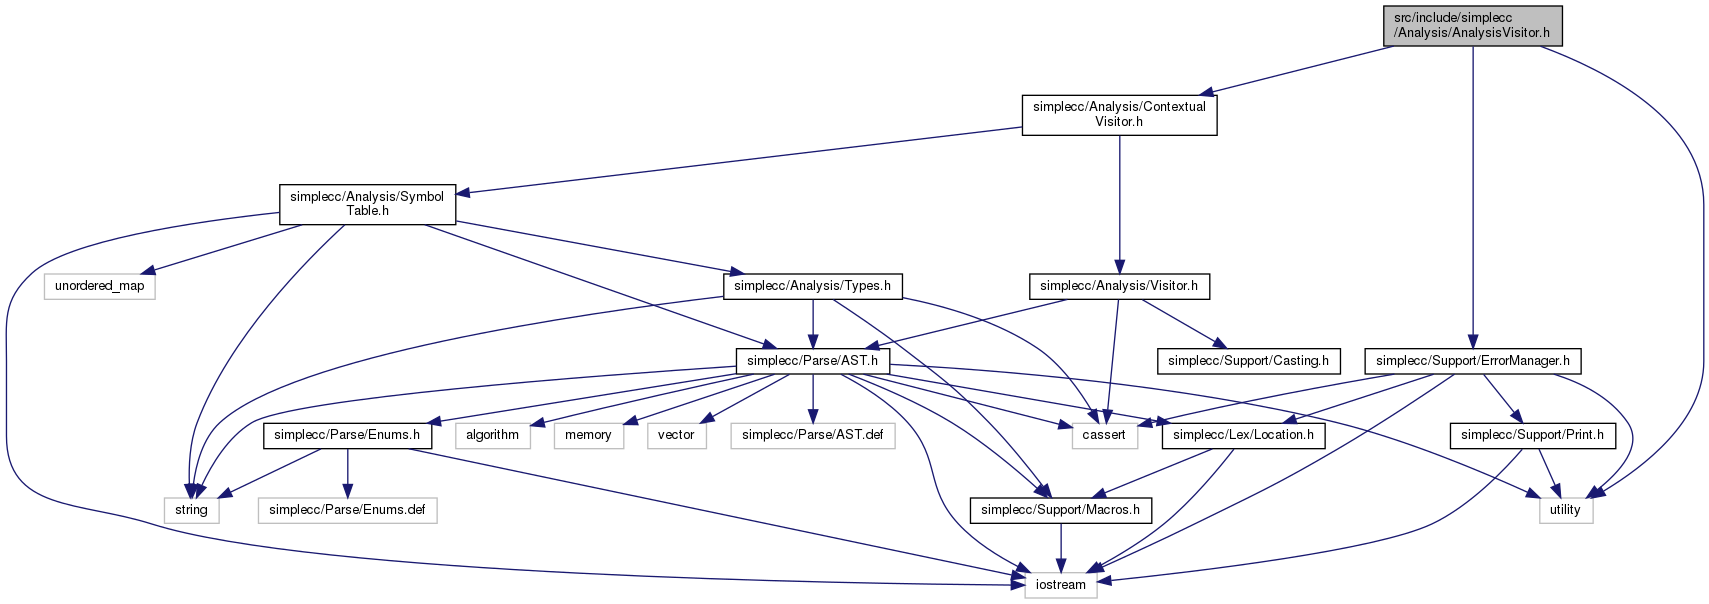 src/include/simplecc
/Analysis/AnalysisVisitor.h
simplecc/Analysis/Contextual
Visitor.h
simplecc/Analysis/Symbol
Table.h
unordered_map
simplecc/Analysis/Types.h
simplecc/Analysis/Visitor.h
simplecc/Parse/AST.h
simplecc/Support/Casting.h
simplecc/Support/ErrorManager.h
simplecc/Parse/Enums.h
algorithm
memory
vector
simplecc/Parse/AST.def
cassert
simplecc/Lex/Location.h
simplecc/Support/Print.h
string
simplecc/Parse/Enums.def
simplecc/Support/Macros.h
utility
iostream